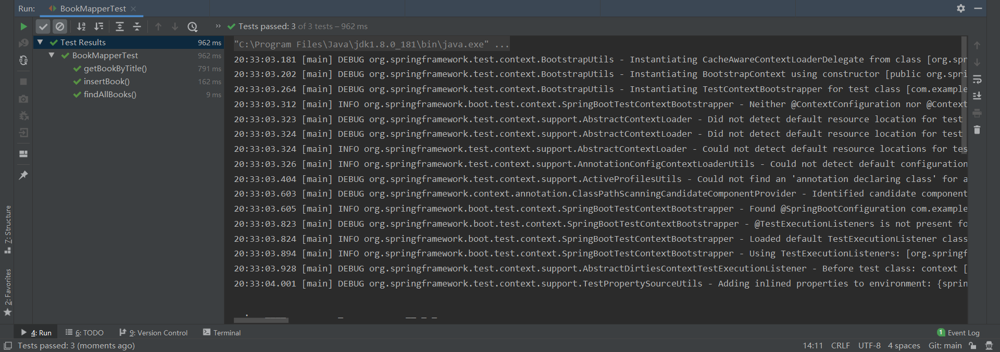 Run: BookMapperTest
Tests passed: 3 of 3 tests – 962 ms
Test Results 962 ms
BookMapperTest 962 ms
getBookByTitle() 791 ms
insertBook() 162 ms
findAllBooks() 9 ms
"C:\Program Files\Java\jdk1.8.0_181\bin\java.exe" ...
20:33:03.181 [main] DEBUG org.springframework.test.context.BootstrapUtils - Instantiating CacheAwareContextLoaderDelegate from class [org.spr
20:33:03.202 [main] DEBUG org.springframework.test.context.BootstrapUtils - Instantiating BootstrapContext using constructor [public org.spri
20:33:03.264 [main] DEBUG org.springframework.test.context.BootstrapUtils - Instantiating TestContextBootstrapper for test class [com.example
20:33:03.312 [main] INFO org.springframework.boot.test.context.SpringBootTestContextBootstrapper - Neither @ContextConfiguration nor @Context
20:33:03.323 [main] DEBUG org.springframework.test.context.support.AbstractContextLoader - Did not detect default resource location for test
20:33:03.324 [main] DEBUG org.springframework.test.context.support.AbstractContextLoader - Did not detect default resource location for test
20:33:03.324 [main] INFO org.springframework.test.context.support.AbstractContextLoader - Could not detect default resource locations for tes
20:33:03.326 [main] INFO org.springframework.test.context.support.AnnotationConfigContextLoaderUtils - Could not detect default configuration
20:33:03.404 [main] DEBUG org.springframework.test.context.support.ActiveProfilesUtils - Could not find an 'annotation declaring class' for a
20:33:03.603 [main] DEBUG org.springframework.context.annotation.ClassPathScanningCandidateComponentProvider - Identified candidate component
20:33:03.605 [main] INFO org.springframework.boot.test.context.SpringBootTestContextBootstrapper - Found @SpringBootConfiguration com.example
20:33:03.823 [main] DEBUG org.springframework.boot.test.context.SpringBootTestContextBootstrapper - @TestExecutionListeners is not present fo
20:33:03.824 [main] INFO org.springframework.boot.test.context.SpringBootTestContextBootstrapper - Loaded default TestExecutionListener class
20:33:03.894 [main] INFO org.springframework.boot.test.context.SpringBootTestContextBootstrapper - Using TestExecutionListeners: [org.springf
20:33:03.928 [main] DEBUG org.springframework.test.context.support.AbstractDirtiesContextTestExecutionListener - Before test class: context [
20:33:04.001 [main] DEBUG org.springframework.test.context.support.TestPropertySourceUtils - Adding inlined properties to environment: {sprin
7: Structure
2: Favorites
4: Run 6: TODO 9: Version Control Terminal 1 Event Log
Tests passed: 3 (moments ago) 14:11 CRLF UTF-8 4 spaces Git: main